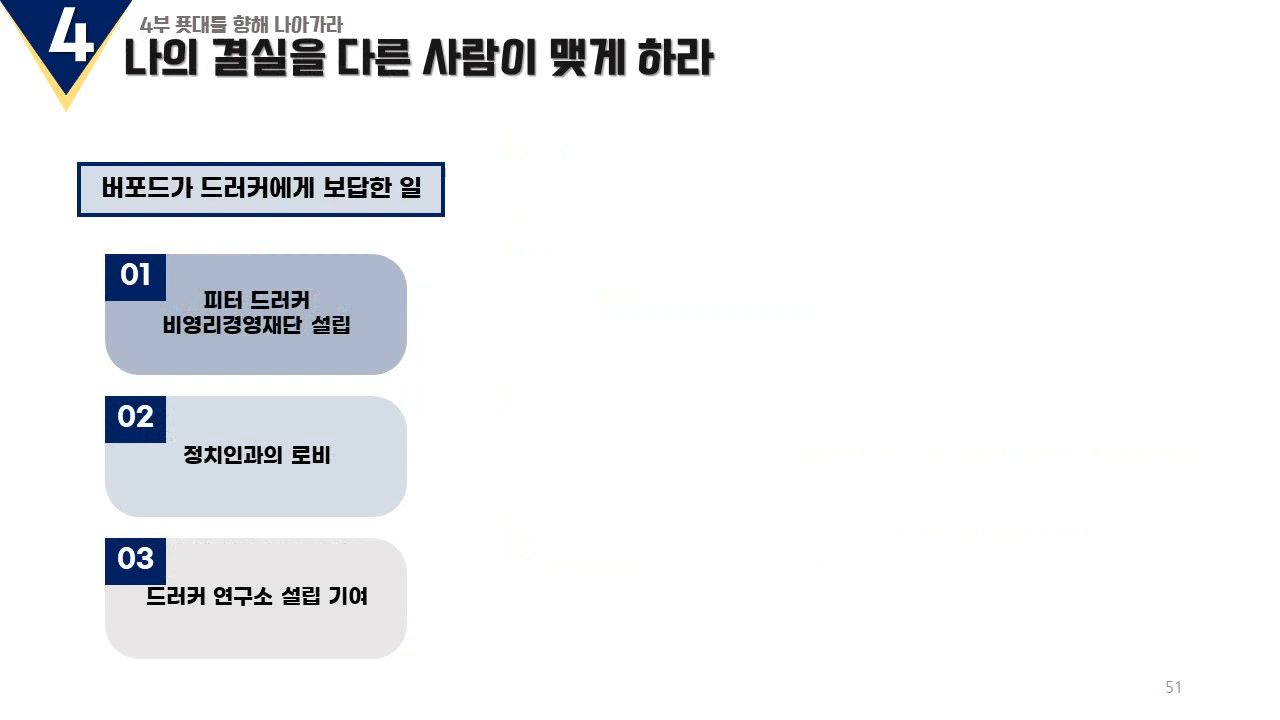 4
4부 푯대를 향해 나아가라
나의 결실을 다른 사람이 맺게 하라
버포드가 드러커에게 보답한 일
01
피터 드러커
비영리경영재단 설립
02
정치인과의 로비
03
드러커 연구소 설립 기여
51